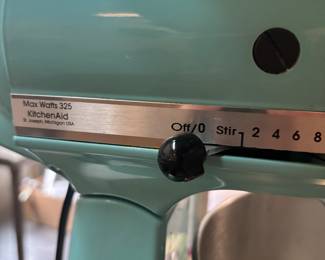 Max. Watts 325
KitchenAid
St. Joseph, Michigan USA
Off/0 Stir 2 4 6 8